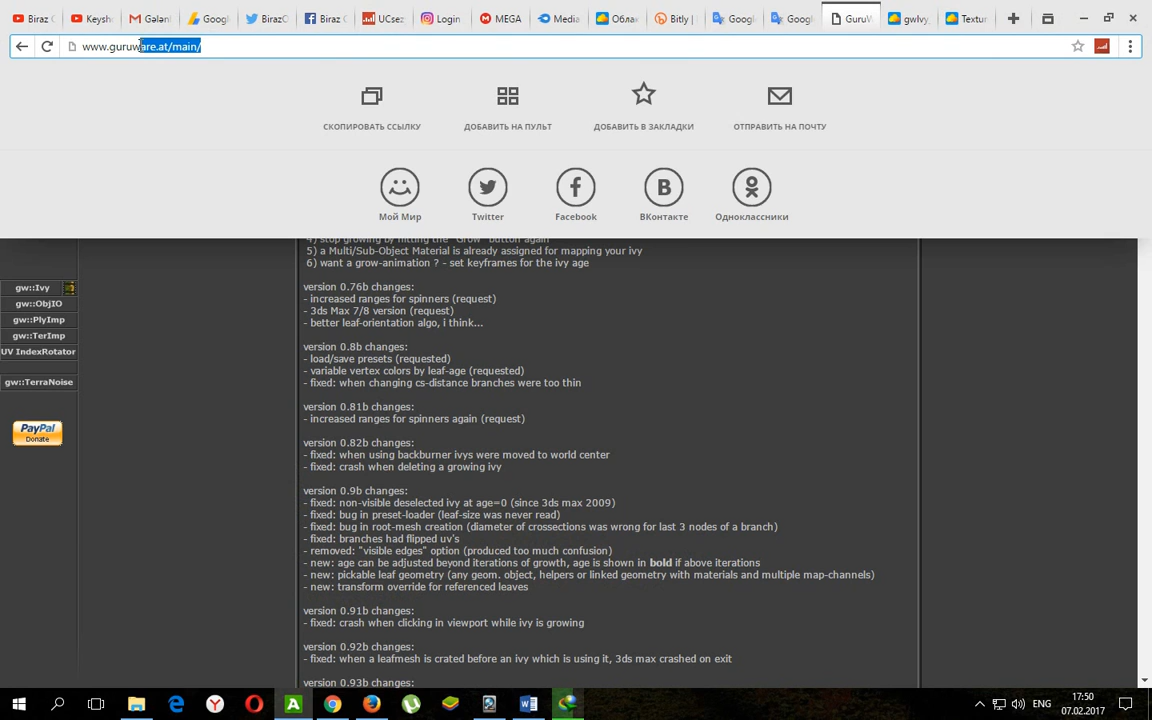 Biraz
Keysh
Gələn
Googl
BirazC
Biraz
UCsez
Login
MEGA
Media
Облак
Bitly |
Google
Google
GuruW
gwIvy
Textur
www.guruware.at/main/
СКОПИРОВАТЬ ССЫЛКУ
ДОБАВИТЬ НА ПУЛЬТ
ДОБАВИТЬ В ЗАКЛАДКИ
ОТПРАВИТЬ НА ПОЧТУ
Мой Мир
Twitter
Facebook
ВКонтакте
Одноклассники
4) stop growing by hitting the "Grow" button again
5) a Multi/Sub-Object Material is already assigned for mapping your ivy
6) want a grow-animation ? - set keyframes for the ivy age
version 0.76b changes:
- increased ranges for spinners (request)
- 3ds Max 7/8 version (request)
- better leaf-orientation algo, i think...
version 0.8b changes:
- load/save presets (requested)
- variable vertex colors by leaf-age (requested)
- fixed: when changing cs-distance branches were too thin
version 0.81b changes:
- increased ranges for spinners again (request)
version 0.82b changes:
- fixed: when using backburner ivys were moved to world center
- fixed: crash when deleting a growing ivy
version 0.9b changes:
- fixed: non-visible deselected ivy at age=0 (since 3ds max 2009)
- fixed: bug in preset-loader (leaf-size was never read)
- fixed: bug in root-mesh creation (diameter of crossections was wrong for last 3 nodes of a branch)
- fixed: branches had flipped uv's
- removed: "visible edges" option (produced too much confusion)
- new: age can be adjusted beyond iterations of growth, age is shown in bold if above iterations
- new: pickable leaf geometry (any geom. object, helpers or linked geometry with materials and multiple map-channels)
- new: transform override for referenced leaves
version 0.91b changes:
- fixed: crash when clicking in viewport while ivy is growing
version 0.92b changes:
- fixed: when a leafmesh is crated before an ivy which is using it, 3ds max crashed on exit
version 0.93b changes:
gw::Ivy
gw::ObjIO
gw::PlyImp
gw::TerImp
UV IndexRotator
gw::TerraNoise
PayPal
Donate
ENG
17:50
07.02.2017